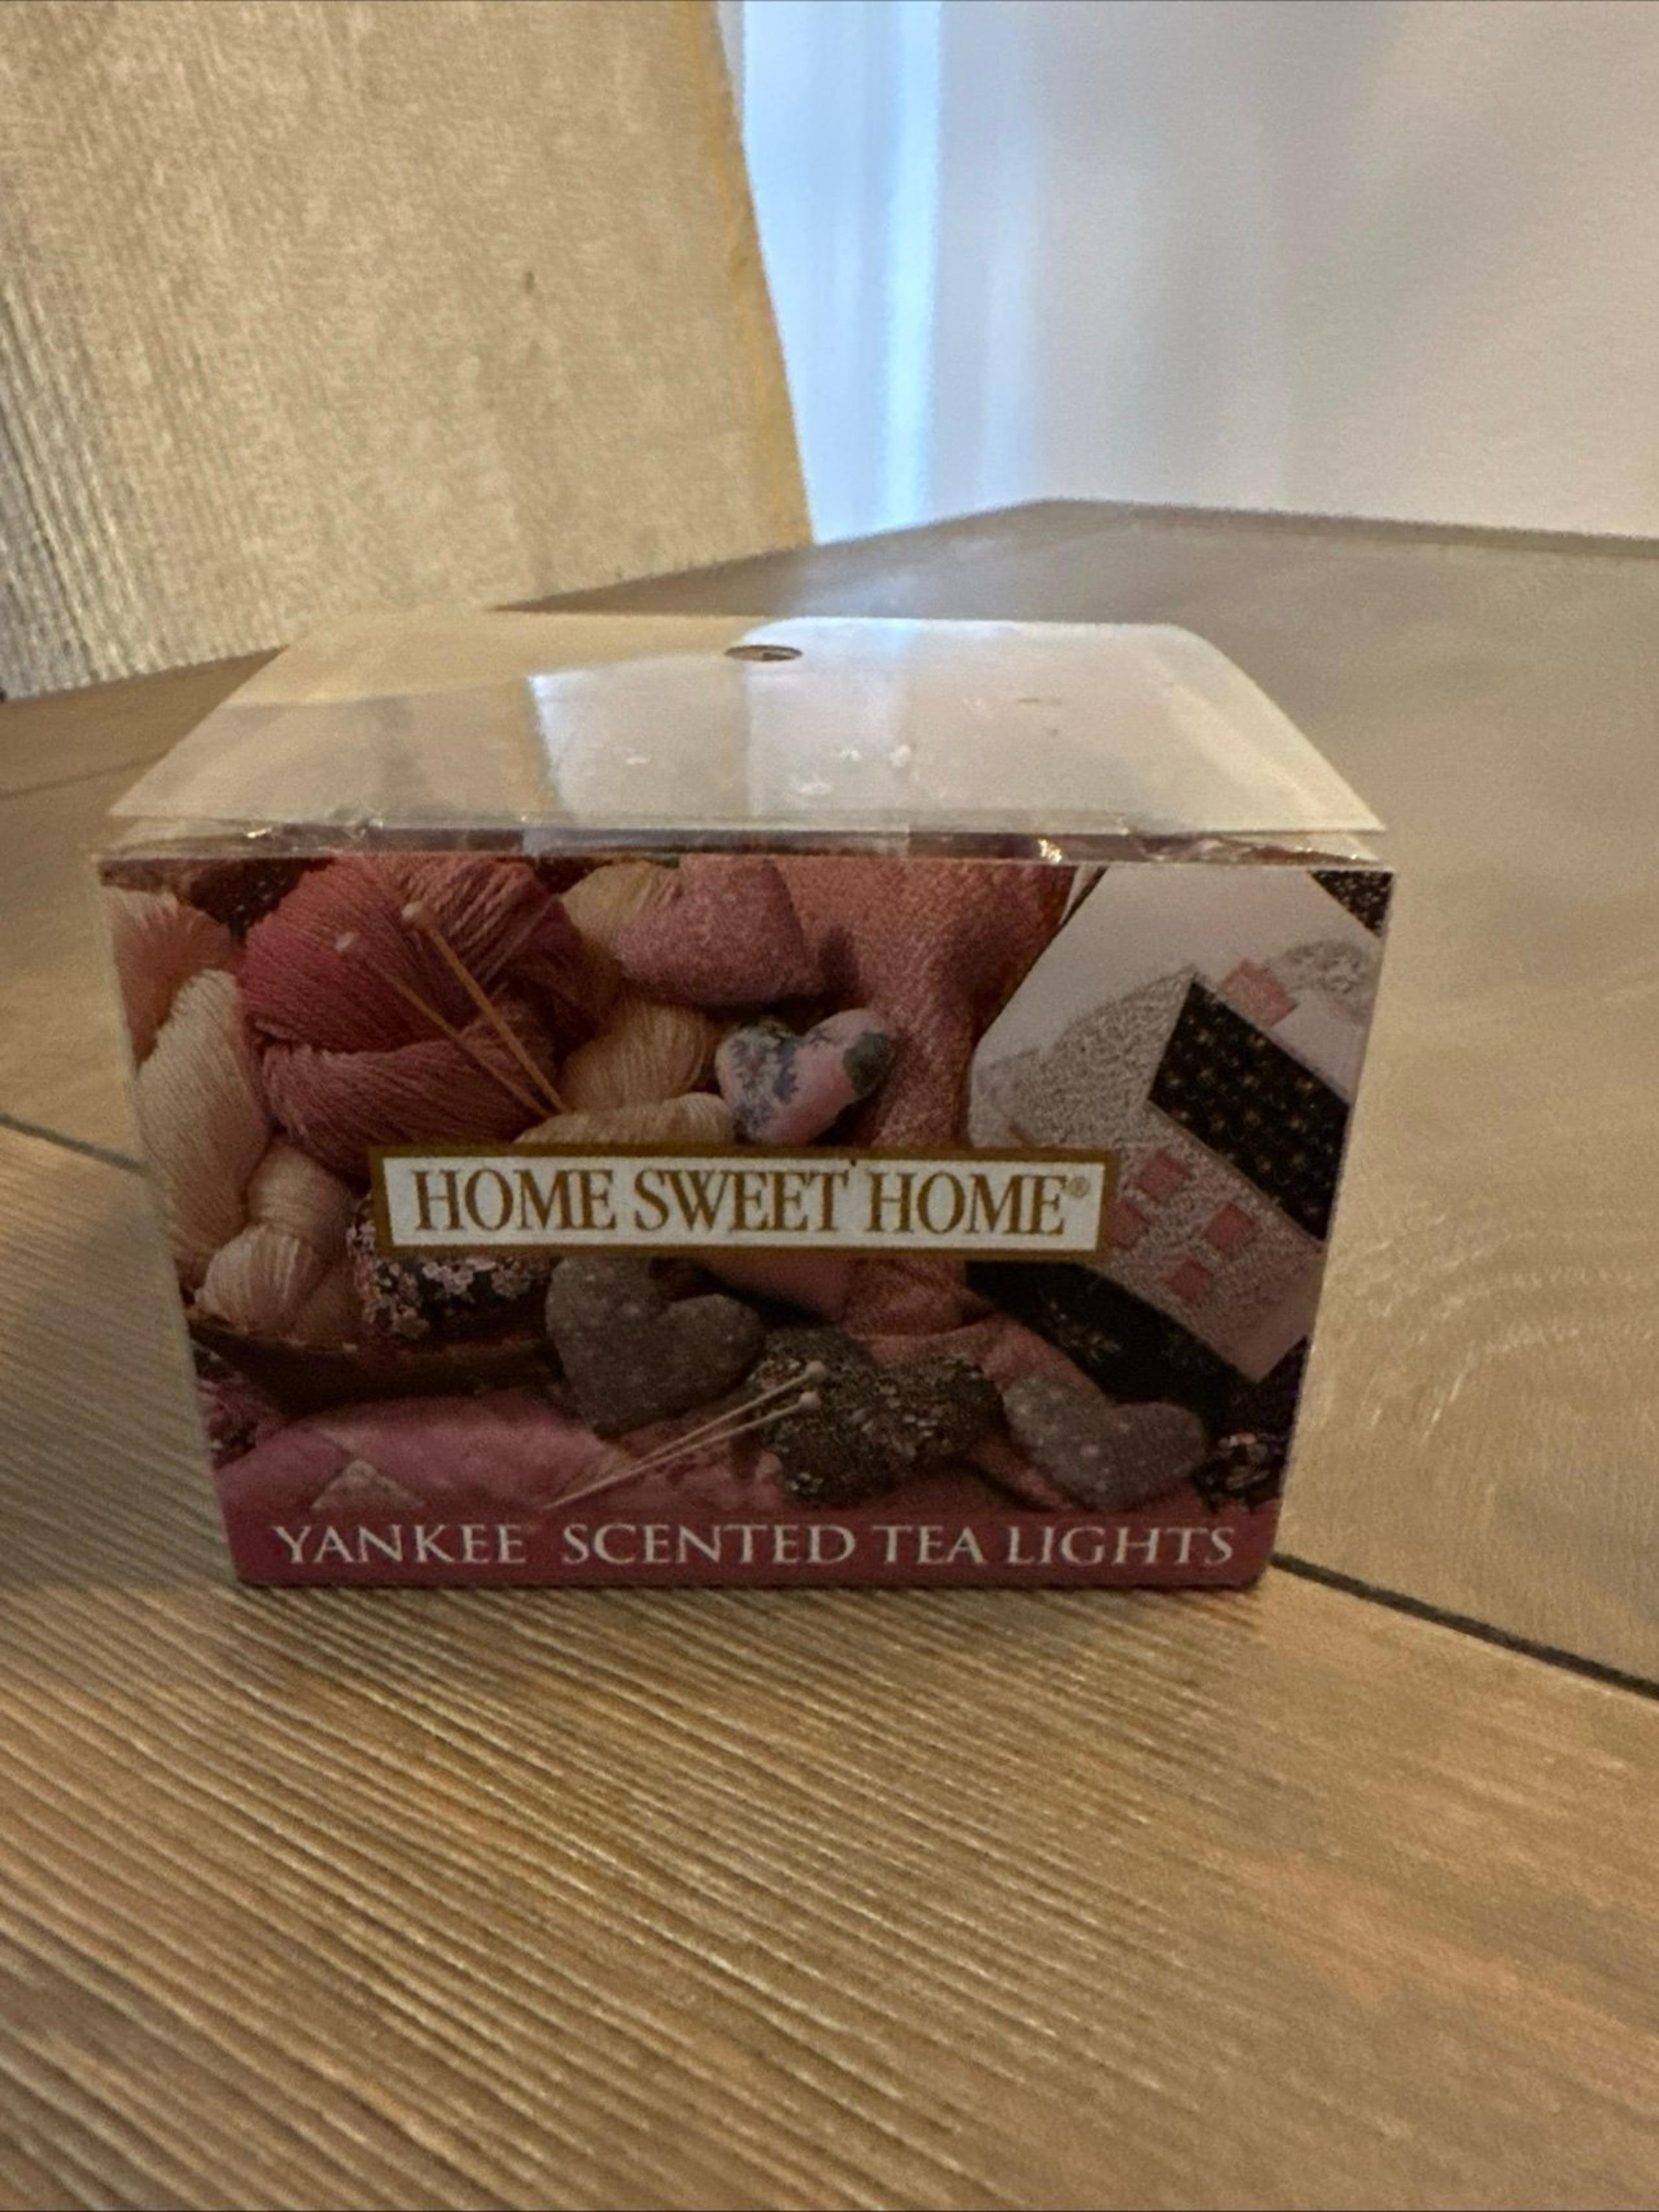 HOME SWEET HOME®
YANKEE SCENTED TEA LIGHTS